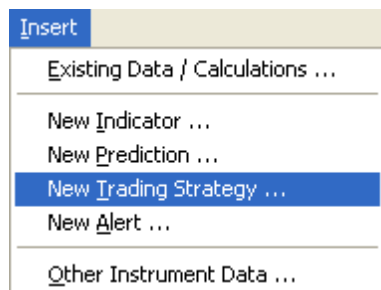 Insert
Existing Data / Calculations ...
New Indicator ...
New Prediction ...
New Trading Strategy ...
New Alert ...
Other Instrument Data ...